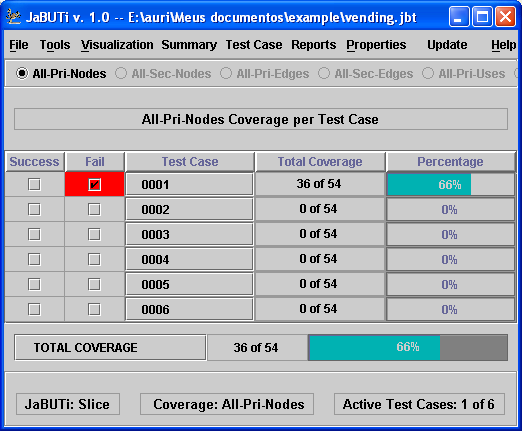 JaBUTi v. 1.0 -- E:\auri\Meus documentos\example\vending.jbt
File Tools Visualization Summary Test Case Reports Properties Update Help
All-Pri-Nodes All-Sec-Nodes All-Pri-Edges All-Sec-Edges All-Pri-Uses
All-Pri-Nodes Coverage per Test Case
Success Fail Test Case Total Coverage Percentage
0001 36 of 54 66%
0002 0 of 54 0%
0003 0 of 54 0%
0004 0 of 54 0%
0005 0 of 54 0%
0006 0 of 54 0%
TOTAL COVERAGE 36 of 54 66%
JaBUTi: Slice Coverage: All-Pri-Nodes Active Test Cases: 1 of 6